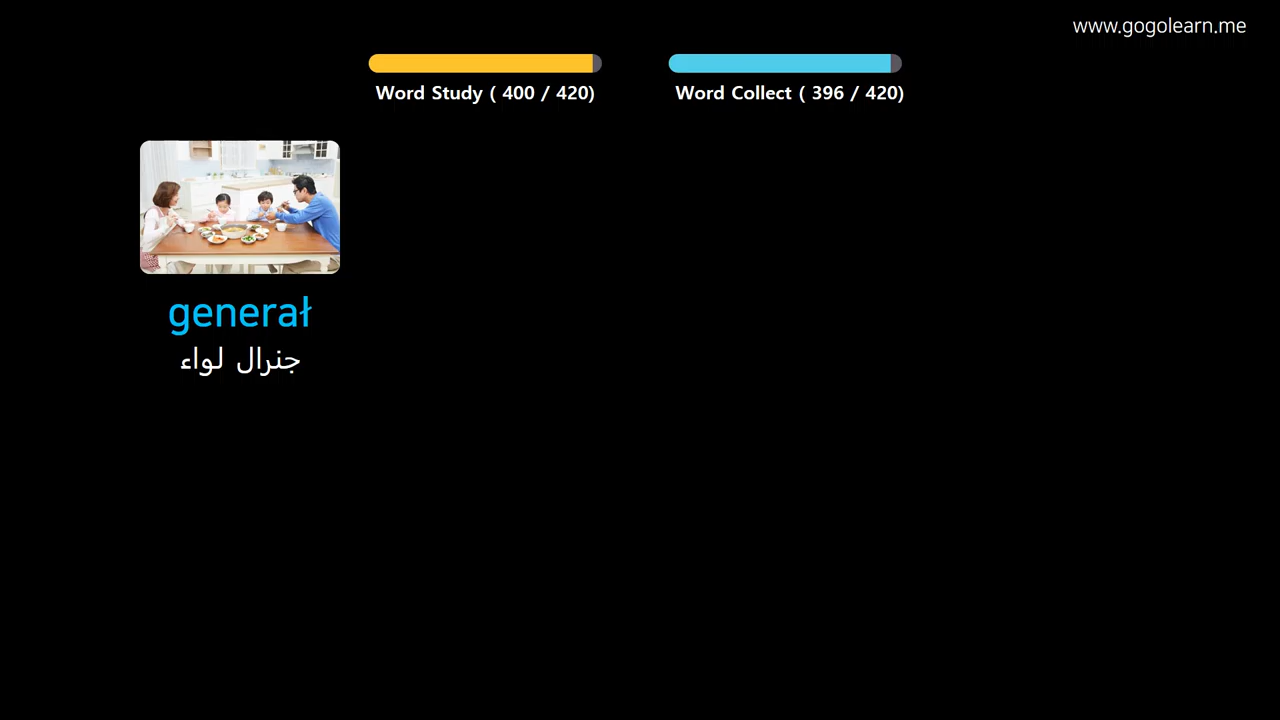 www.gogolearn.me
Word Study ( 400 / 420)
Word Collect ( 396 / 420)
generał
جنرال لواء